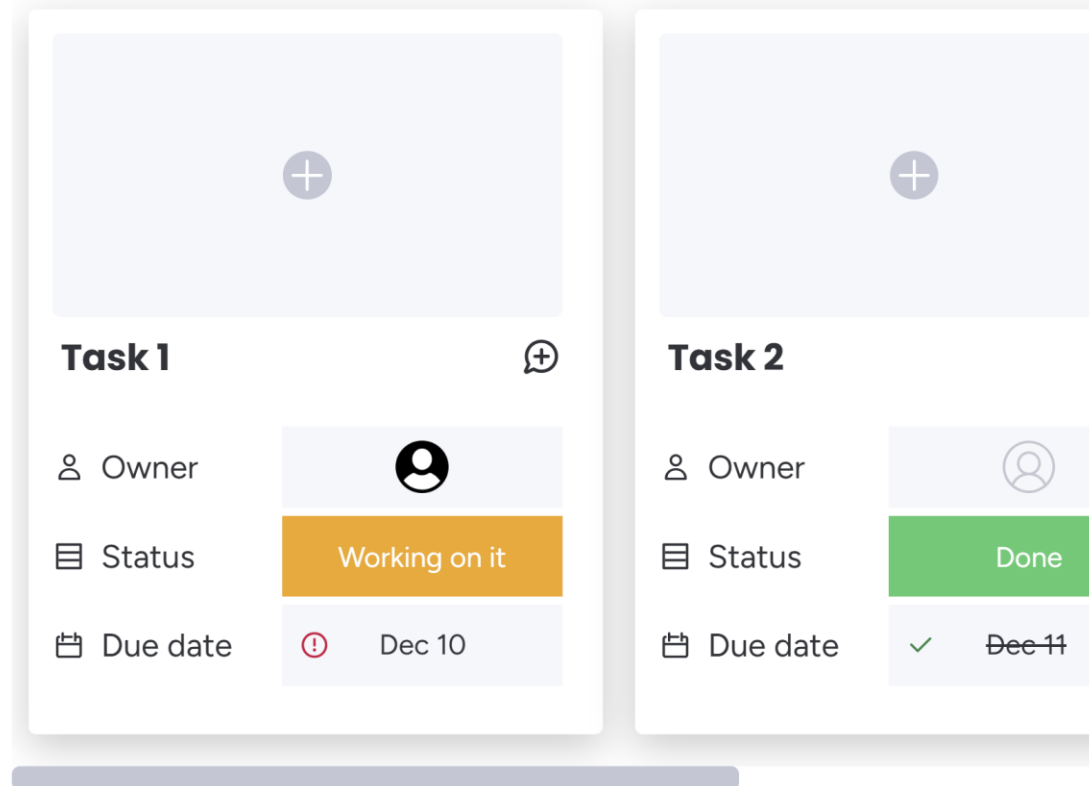 Task 1
Owner
Status
Working on it
Due date
Dec 10
Task 2
Owner
Status
Done
Due date
Dec 11